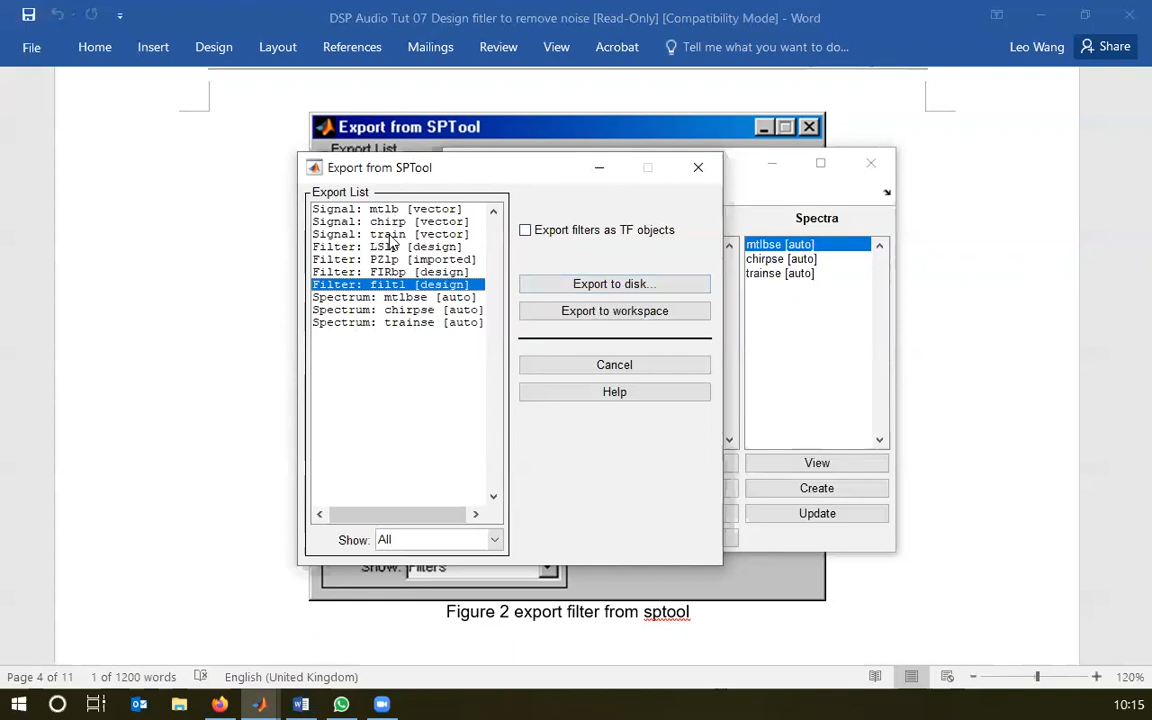 DSP Audio Tut 07 Design fitler to remove noise [Read-Only] [Compatibility Mode] - Word
File Home Insert Design Layout References Mailings Review View Acrobat Tell me what you want to do... Leo Wang Share
Export from SPTool
Export List
Export from SPTool
Export List
Signal: mtlb [vector]
Signal: chirp [vector]
Signal: train [vector]
Filter: LSlp [design]
Filter: PZlp [imported]
Filter: FIRbp [design]
Filter: filt1 [design]
Spectrum: mtlbse [auto]
Spectrum: chirpse [auto]
Spectrum: trainse [auto]
Show: All
Export filters as TF objects
Export to disk...
Export to workspace
Cancel
Help
Spectra
mtlbse [auto]
chirpse [auto]
trainse [auto]
View
Create
Update
Show: Filters
Figure 2 export filter from sptool
Page 4 of 11 1 of 1200 words English (United Kingdom) 120%
10:15